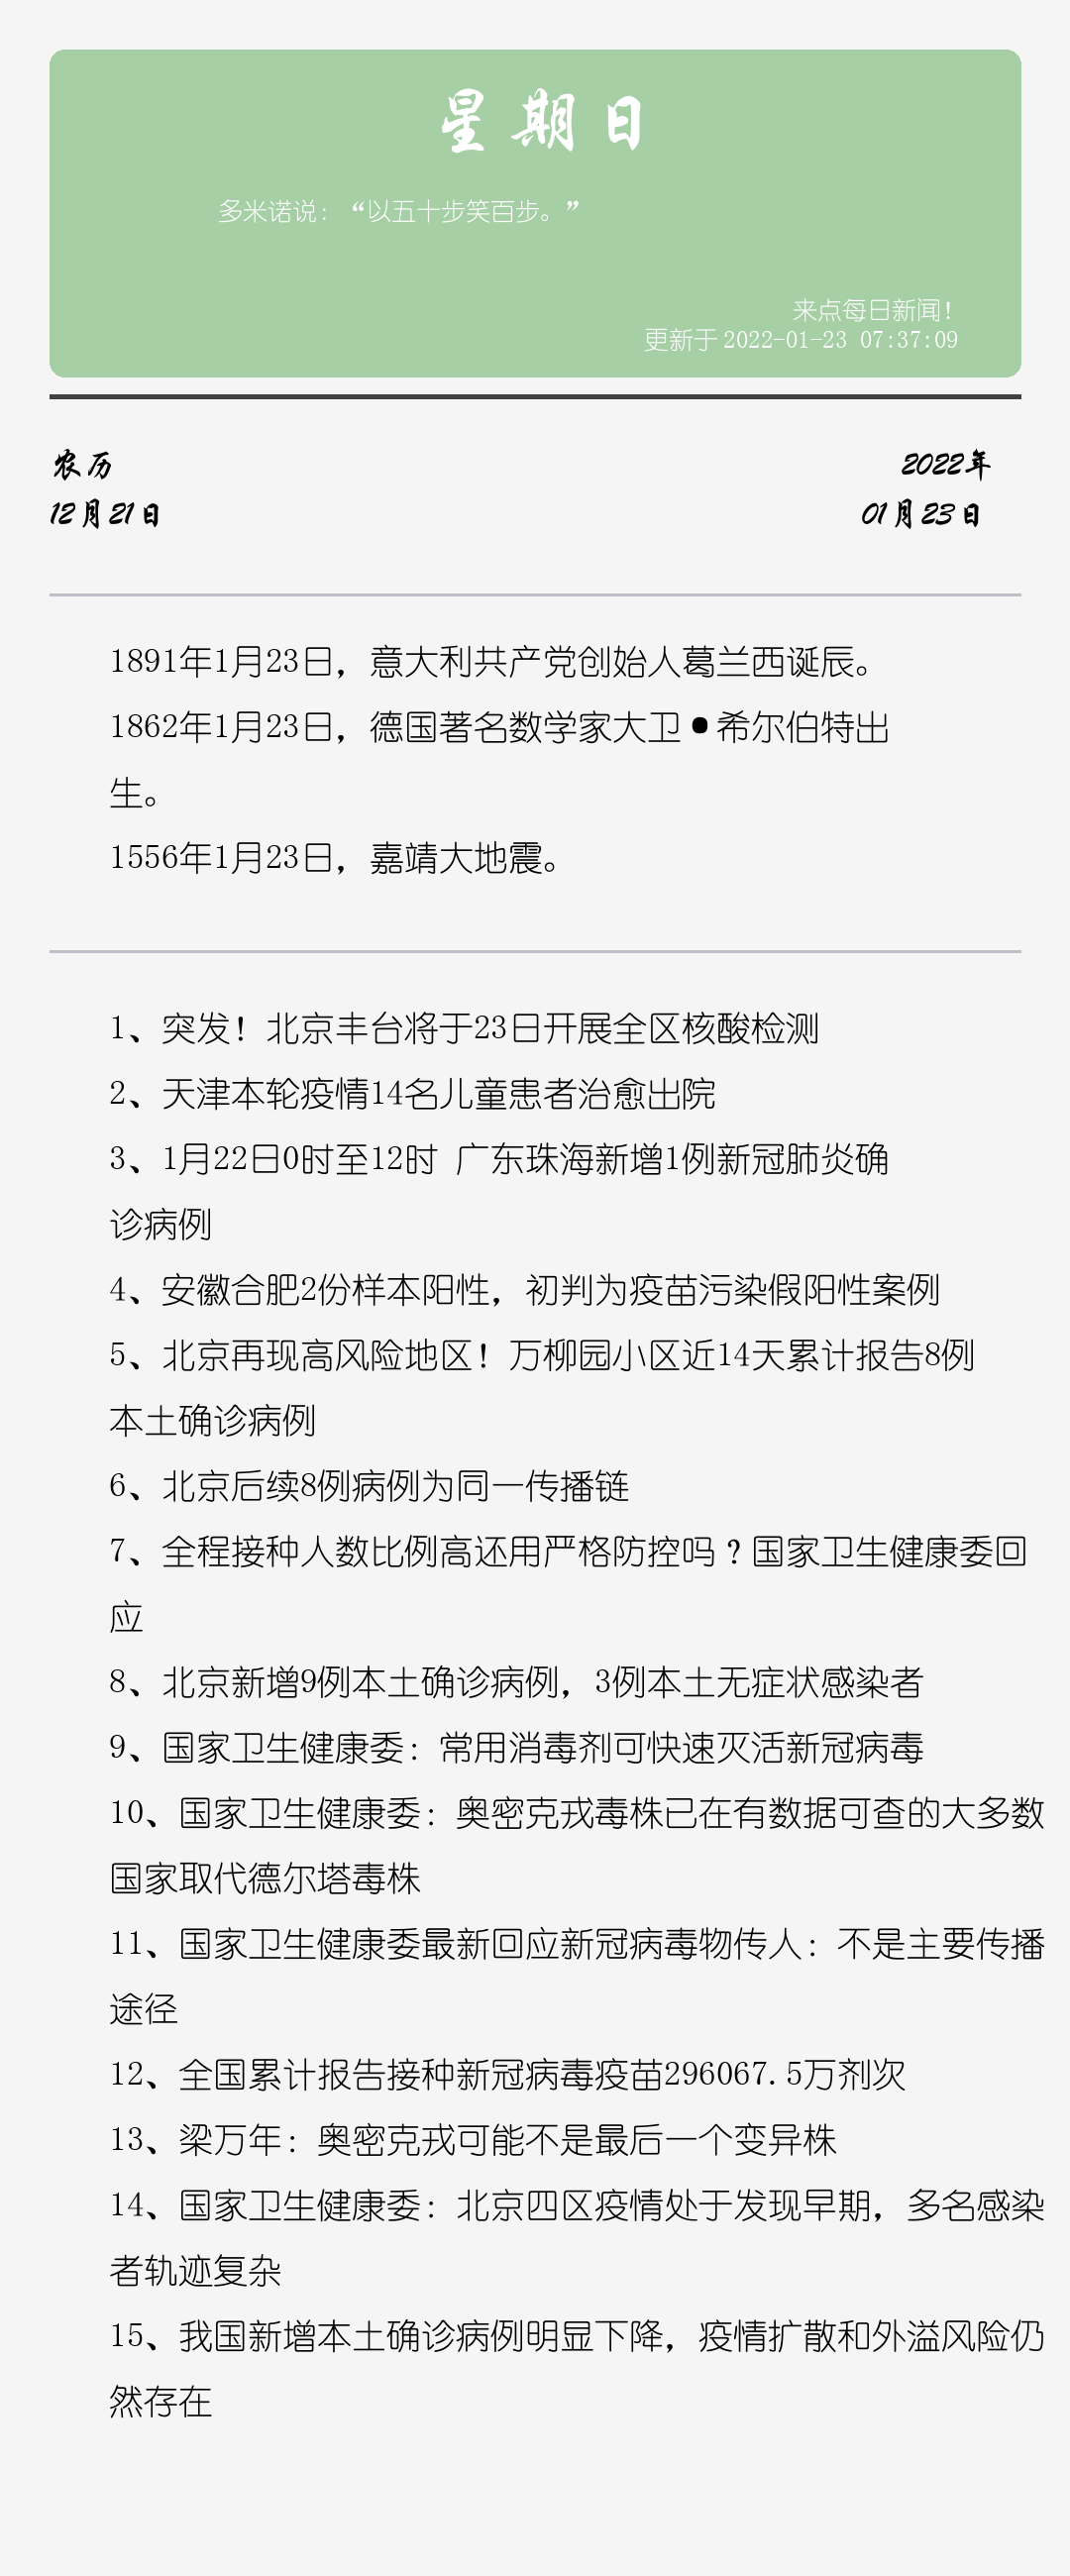 星期日
多米诺说：“以五十步笑百步。”
来点每日新闻！
更新于 2022-01-23 07:37:09
农历
2022年
12月21日
01月23日
1891年1月23日，意大利共产党创始人葛兰西诞辰。
1862年1月23日，德国著名数学家大卫•希尔伯特出
生。
1556年1月23日，嘉靖大地震。
1、突发！北京丰台将于23日开展全区核酸检测
2、天津本轮疫情14名儿童患者治愈出院
3、1月22日0时至12时 广东珠海新增1例新冠肺炎确
诊病例
4、安徽合肥2份样本阳性，初判为疫苗污染假阳性案例
5、北京再现高风险地区！万柳园小区近14天累计报告8例
本土确诊病例
6、北京后续8例病例为同一传播链
7、全程接种人数比例高还用严格防控吗？国家卫生健康委回
应
8、北京新增9例本土确诊病例，3例本土无症状感染者
9、国家卫生健康委：常用消毒剂可快速灭活新冠病毒
10、国家卫生健康委：奥密克戎毒株已在有数据可查的大多数
国家取代德尔塔毒株
11、国家卫生健康委最新回应新冠病毒物传人：不是主要传播
途径
12、全国累计报告接种新冠病毒疫苗296067.5万剂次
13、梁万年：奥密克戎可能不是最后一个变异株
14、国家卫生健康委：北京四区疫情处于发现早期，多名感染
者轨迹复杂
15、我国新增本土确诊病例明显下降，疫情扩散和外溢风险仍
然存在